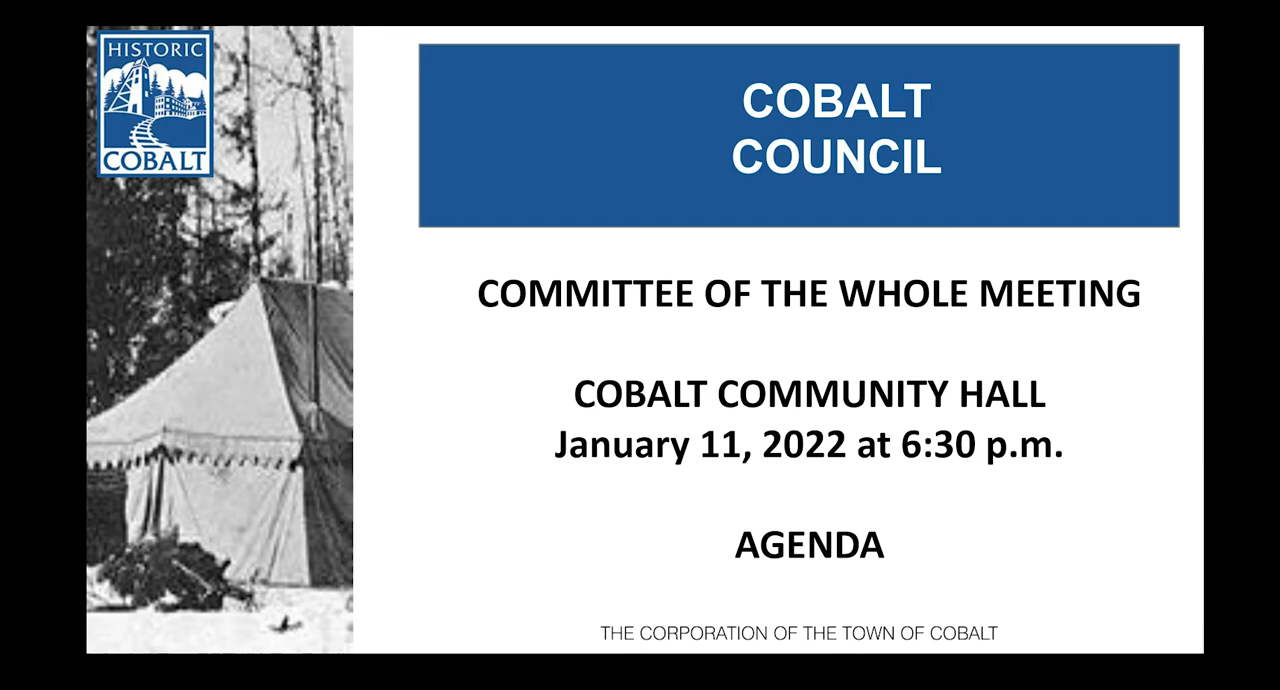 HISTORIC
COBALT
COBALT
COUNCIL
COMMITTEE OF THE WHOLE MEETING
COBALT COMMUNITY HALL
January 11, 2022 at 6:30 p.m.
AGENDA
THE CORPORATION OF THE TOWN OF COBALT